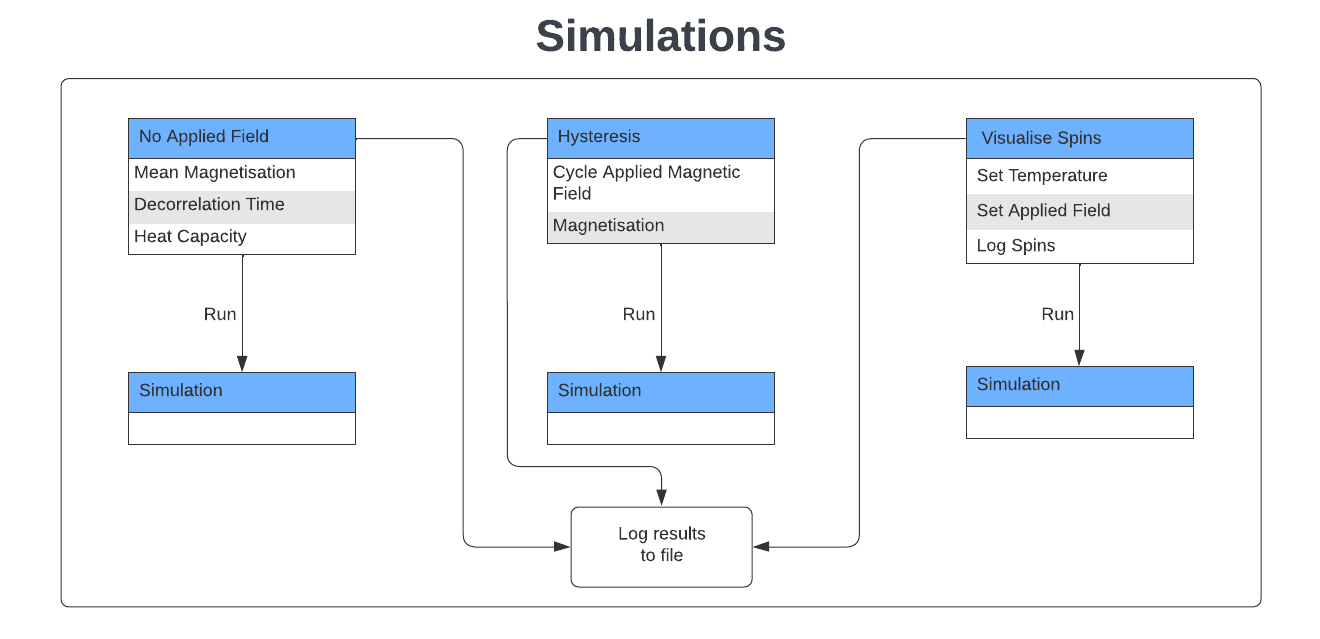 Simulations
No Applied Field
Mean Magnetisation
Decorrelation Time
Heat Capacity
Run
Simulation
Hysteresis
Cycle Applied Magnetic
Field
Magnetisation
Run
Simulation
Visualise Spins
Set Temperature
Set Applied Field
Log Spins
Run
Simulation
Log results
to file